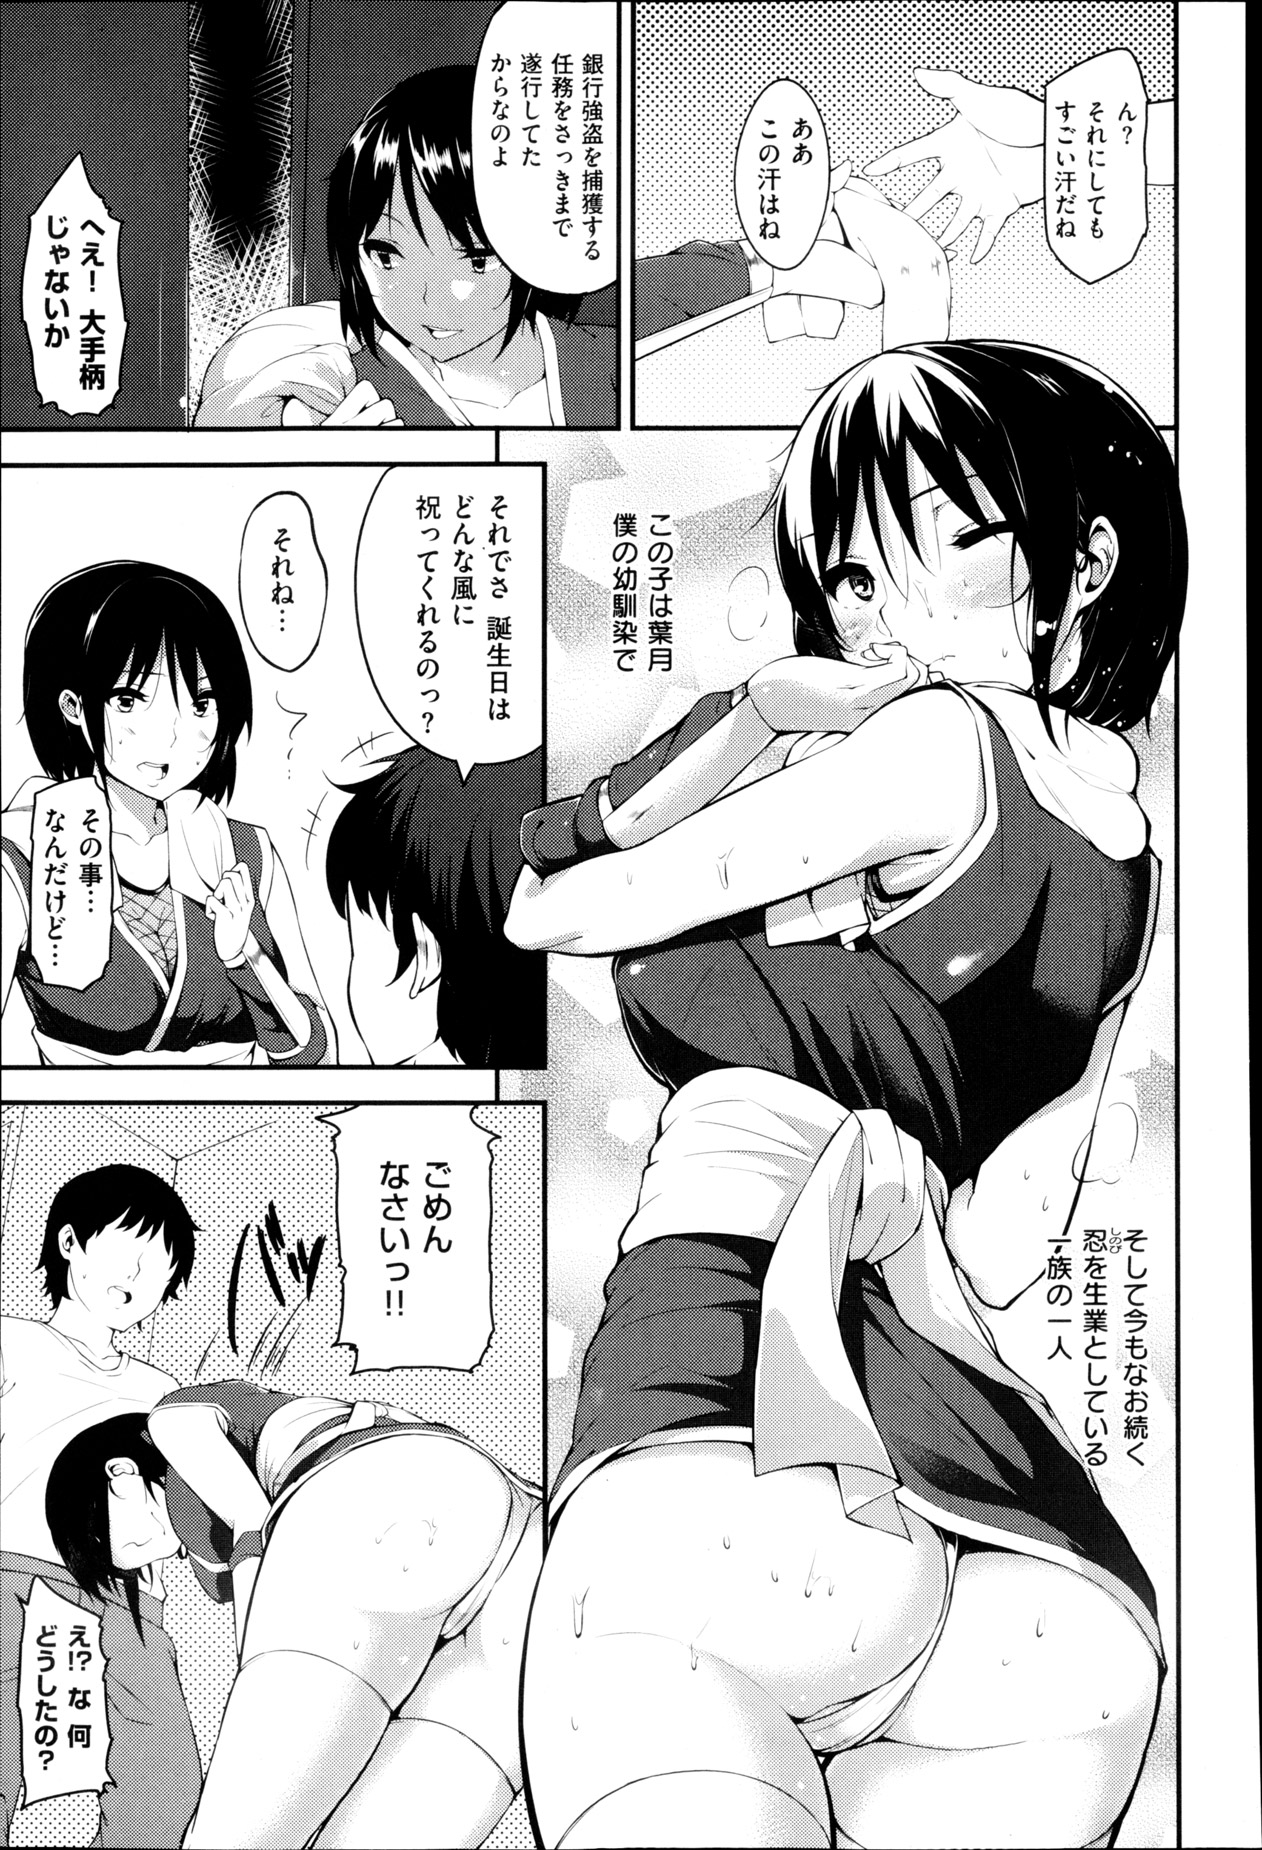 ん?
それにしても
すごい汗だね
ああ
この汗はね
銀行強盗を捕獲する
任務をさっきまで
遂行してた
からなのよ
へえ! 大手柄
じゃないか
この子は葉月
僕の幼馴染で
そして今もなお続く
忍を生業としている
しのび
一族の一人
それでさ 誕生日は
どんな風に
祝ってくれるのっ?
それね…
その事…
なんだけど…
ごめん
なさいっ!!
バッ
え!? な 何
どうしたの?